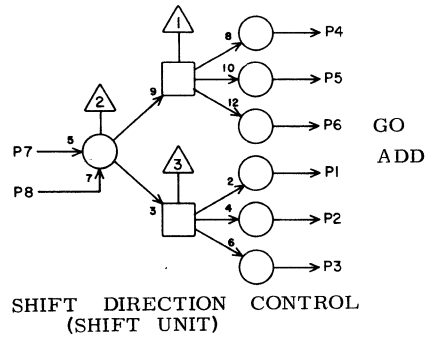 1
8
P4
10
P5
2
9
12
P6
GO
P7
5
3
P1
ADD
7
2
P8
3
4
P2
6
P3
SHIFT DIRECTION CONTROL
(SHIFT UNIT)